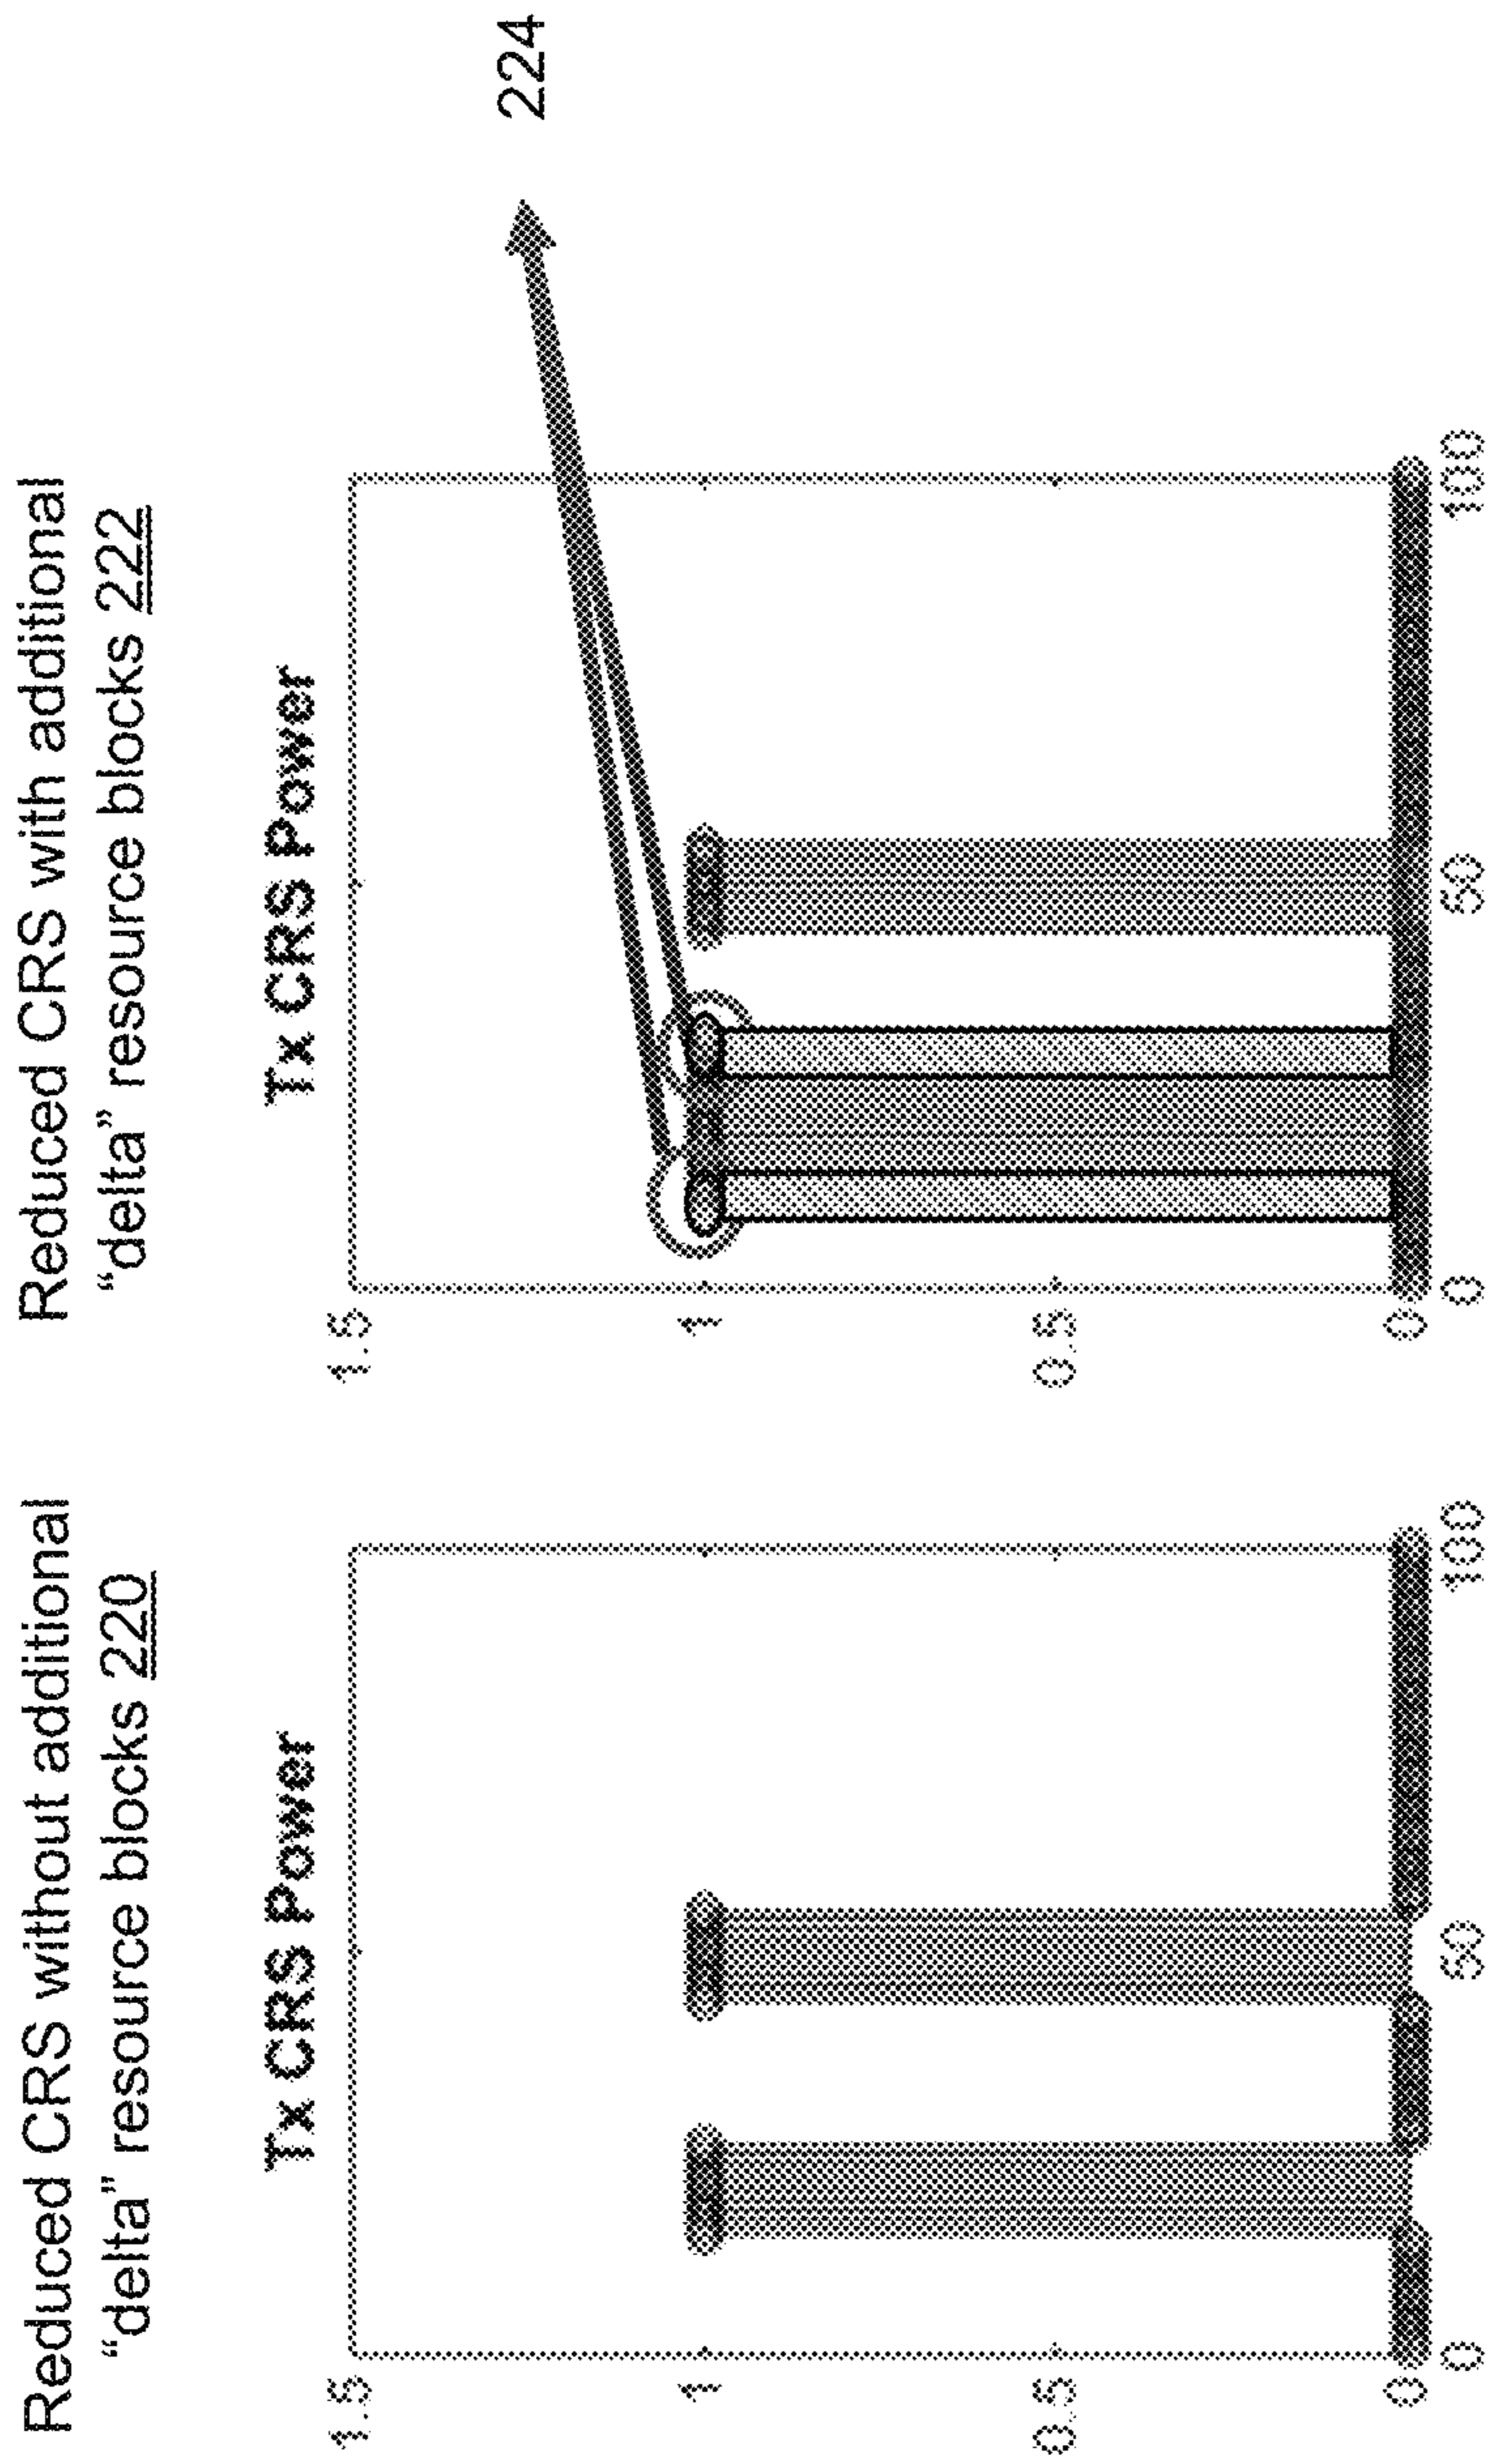 Reduced CRS without additional
“delta” resource blocks 220
Tx CRS Power
1.5
1
0.5
0
0
50
100
Reduced CRS with additional
“delta” resource blocks 222
Tx CRS Power
1.5
1
0.5
0
0
50
100
224